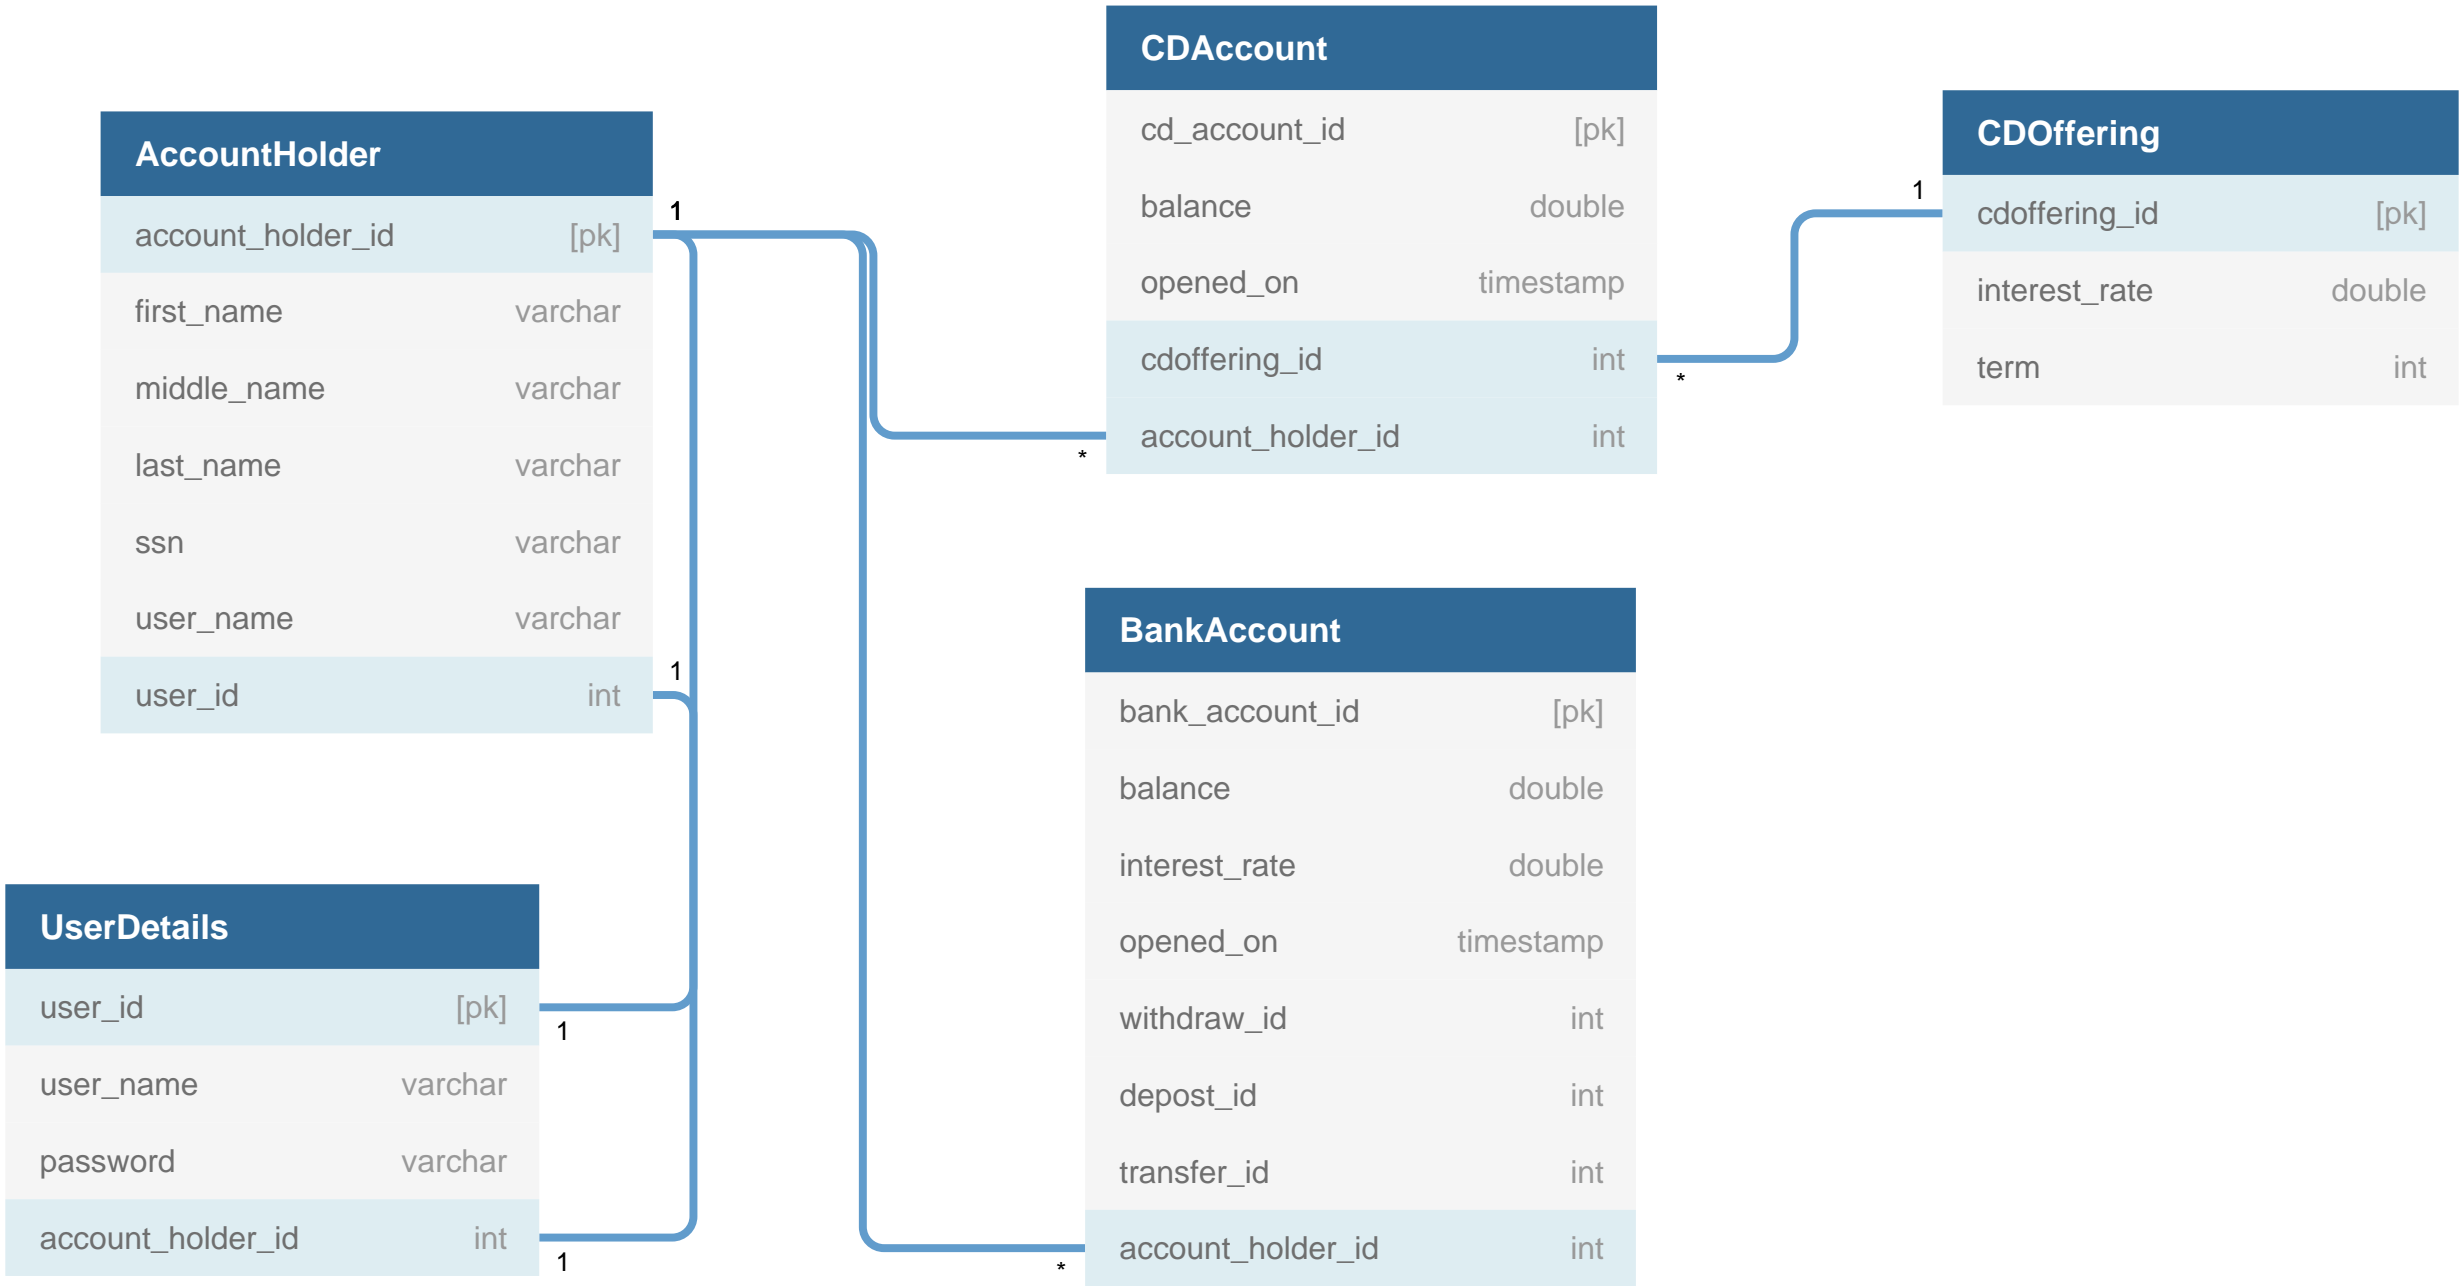 AccountHolder
account_holder_id [pk]
first_name varchar
middle_name varchar
last_name varchar
ssn varchar
user_name varchar
user_id int
1
1
UserDetails
user_id [pk]
user_name varchar
password varchar
account_holder_id int
1
1
CDAccount
cd_account_id [pk]
balance double
opened_on timestamp
cdoffering_id int
account_holder_id int
*
*
1
CDOffering
cdoffering_id [pk]
interest_rate double
term int
BankAccount
bank_account_id [pk]
balance double
interest_rate double
opened_on timestamp
withdraw_id int
depost_id int
transfer_id int
account_holder_id int
*